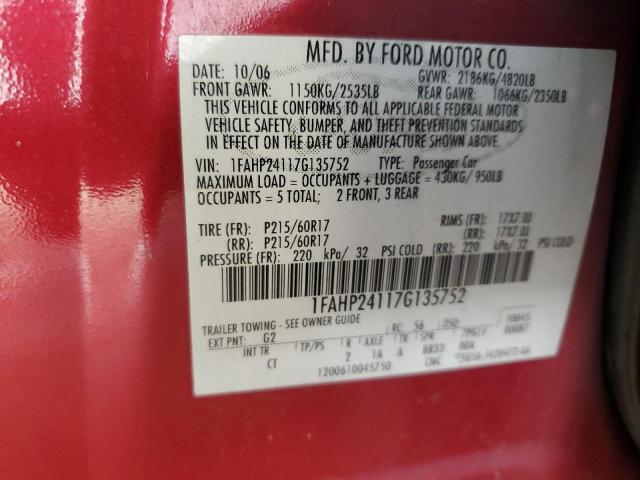 MFD. BY FORD MOTOR CO.
DATE: 10/06 GVWR: 2186KG/4820LB
FRONT GAWR: 1150KG/2535LB REAR GAWR: 1066KG/2350LB
THIS VEHICLE CONFORMS TO ALL APPLICABLE FEDERAL MOTOR
VEHICLE SAFETY, BUMPER, AND THEFT PREVENTION STANDARDS
IN EFFECT ON THE DATE OF MANUFACTURE SHOWN ABOVE.
VIN: 1FAHP24117G135752 TYPE: Passenger Car
MAXIMUM LOAD = OCCUPANTS + LUGGAGE = 430KG/ 950LB
OCCUPANTS = 5 TOTAL: 2 FRONT, 3 REAR
TIRE (FR): P215/60R17 RIMS (FR): 17X7.0J
(RR): P215/60R17 (RR): 17X7.0J
PRESSURE (FR): 220 kPa/ 32 PSI COLD (RR): 220 kPa/ 32 PSI COLD
1FAHP24117G135752
TRAILER TOWING - SEE OWNER GUIDE
EXT PNT: G2 RC: 56 DSO:
INT TR TP/PS R AXLE TR SPR
CT 2 1A A 8833
1200610045750 CMC